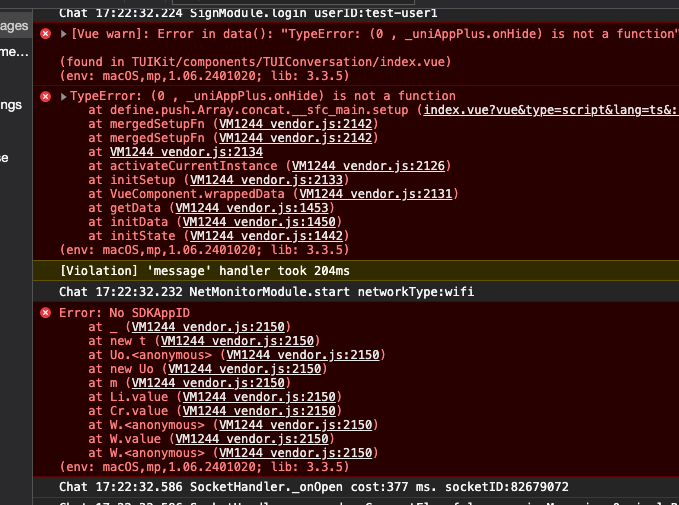 Chat 17:22:32.224 SignModule.login userID:test-user1
ages
[Vue warn]: Error in data(): "TypeError: (0 , _uniAppPlus.onHide) is not a function"
me...
(found in TUIKit/components/TUIConversation/index.vue)
(env: macOS,mp,1.06.2401020; lib: 3.3.5)
TypeError: (0 , _uniAppPlus.onHide) is not a function
ngs
at define.push.Array.concat.__sfc_main.setup (index.vue?vue&type=script&lang=ts&:
at mergedSetupFn (VM1244 vendor.js:2142)
at mergedSetupFn (VM1244 vendor.js:2142)
at VM1244 vendor.js:2134
se
at activateCurrentInstance (VM1244 vendor.js:2126)
at initSetup (VM1244 vendor.js:2133)
at VueComponent.wrappedData (VM1244 vendor.js:2131)
at getData (VM1244 vendor.js:1453)
at initData (VM1244 vendor.js:1450)
at initState (VM1244 vendor.js:1442)
(env: macOS,mp,1.06.2401020; lib: 3.3.5)
[Violation] 'message' handler took 204ms
Chat 17:22:32.232 NetMonitorModule.start networkType:wifi
Error: No SDKAppID
at _ (VM1244 vendor.js:2150)
at new t (VM1244 vendor.js:2150)
at Uo.<anonymous> (VM1244 vendor.js:2150)
at new Uo (VM1244 vendor.js:2150)
at m (VM1244 vendor.js:2150)
at Li.value (VM1244 vendor.js:2150)
at Cr.value (VM1244 vendor.js:2150)
at W.<anonymous> (VM1244 vendor.js:2150)
at W.value (VM1244 vendor.js:2150)
at W.<anonymous> (VM1244 vendor.js:2150)
(env: macOS,mp,1.06.2401020; lib: 3.3.5)
Chat 17:22:32.586 SocketHandler._onOpen cost:377 ms. socketID:82679072